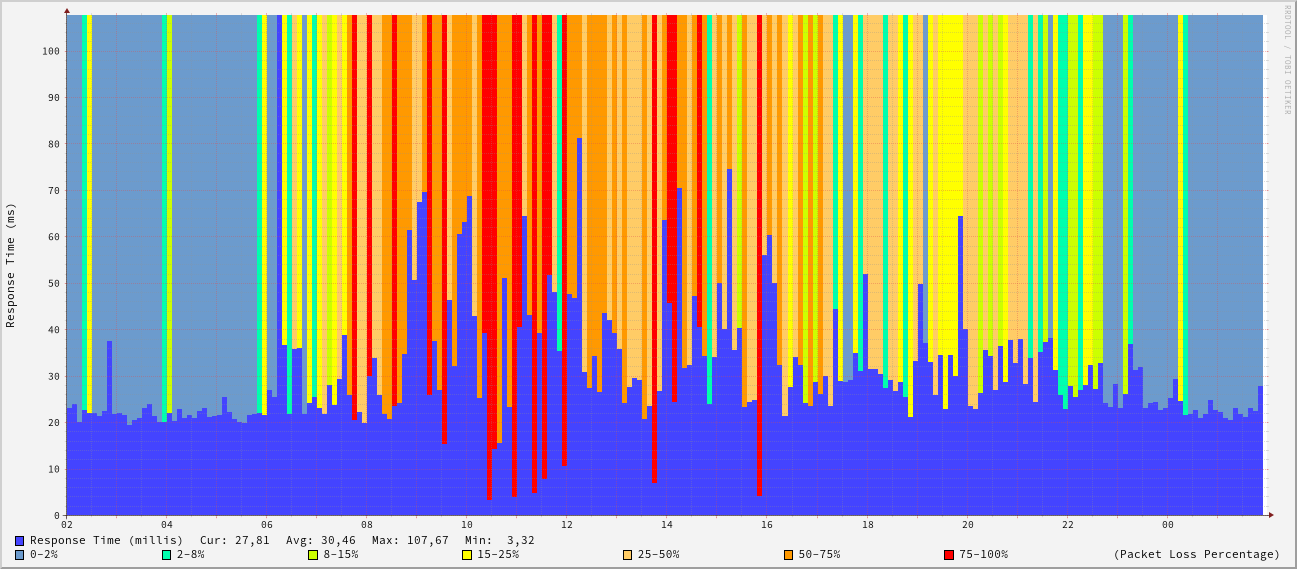 RRDTOOL / TOBI OETIKER
Response Time (ms)
100
90
80
70
60
50
40
30
20
10
0
02 04 06 08 10 12 14 16 18 20 22 00
Response Time (millis) Cur: 27,81 Avg: 30,46 Max: 107,67 Min: 3,32
0-2% 2-8% 8-15% 15-25% 25-50% 50-75% 75-100% (Packet Loss Percentage)